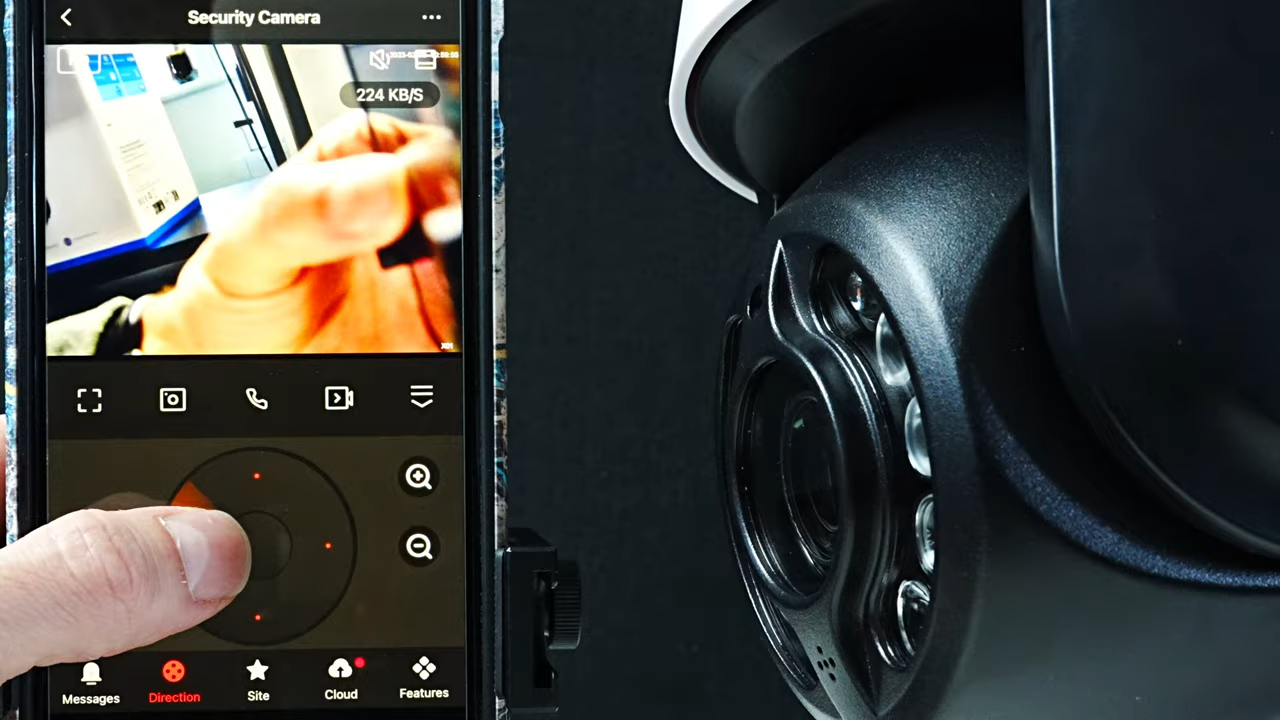 Security Camera
224 KB/S
Messages
Direction
Site
Cloud
Features